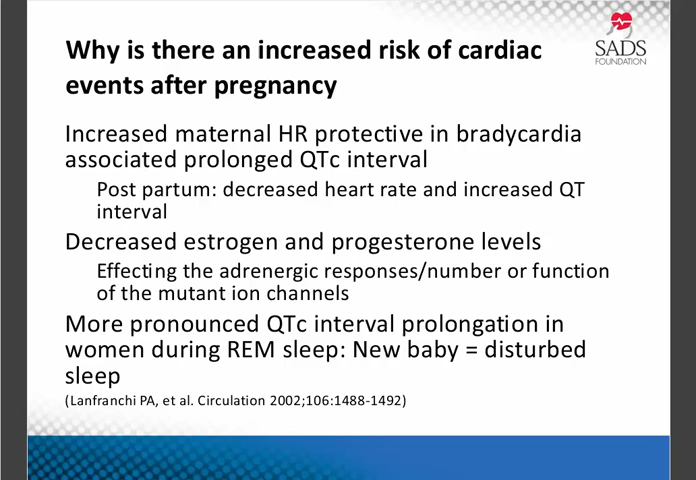 Why is there an increased risk of cardiac
events after pregnancy
SADS
FOUNDATION
Increased maternal HR protective in bradycardia
associated prolonged QTc interval
Post partum: decreased heart rate and increased QT
interval
Decreased estrogen and progesterone levels
Effecting the adrenergic responses/number or function
of the mutant ion channels
More pronounced QTc interval prolongation in
women during REM sleep: New baby = disturbed
sleep
(Lanfranchi PA, et al. Circulation 2002;106:1488-1492)